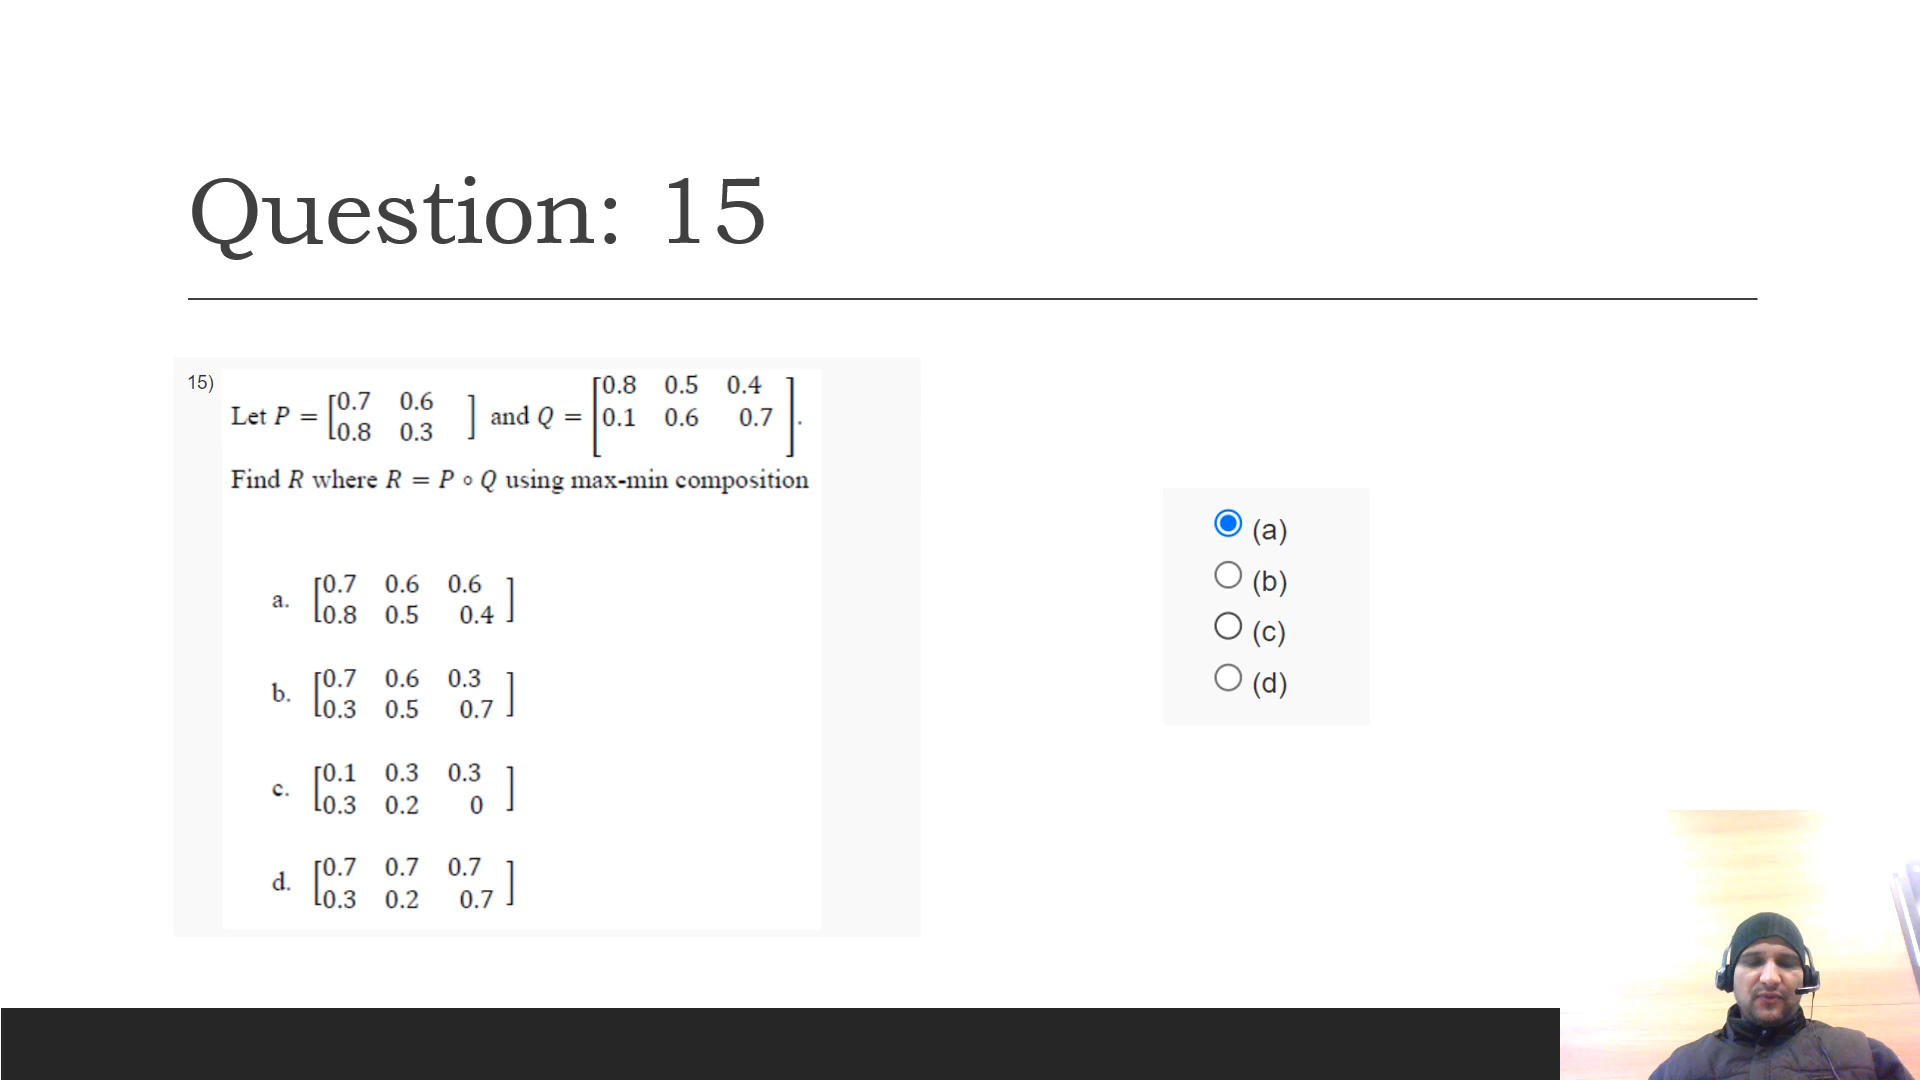 Question: 15
15)
Let P = [0.7 0.6 ] and Q = [0.8 0.5 0.4 ].
0.8 0.3 0.1 0.6 0.7
Find R where R = P ∘ Q using max-min composition
a. [0.7 0.6 0.6 ]
0.8 0.5 0.4
b. [0.7 0.6 0.3 ]
0.3 0.5 0.7
c. [0.1 0.3 0.3 ]
0.3 0.2 0
d. [0.7 0.7 0.7 ]
0.3 0.2 0.7
(a)
(b)
(c)
(d)